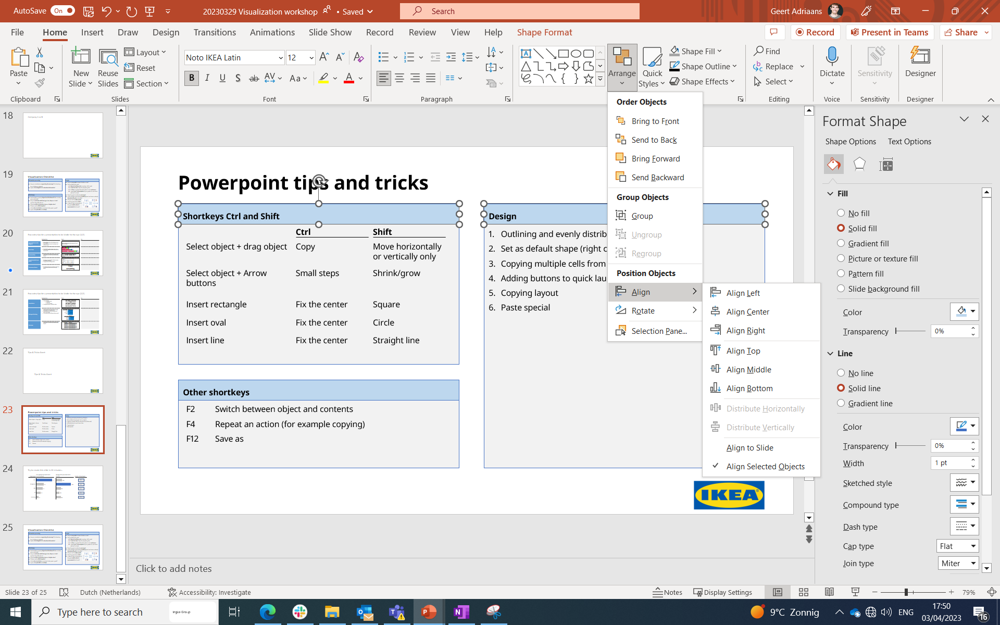 AutoSave On
20230329 Visualization workshop • Saved
Search
Geert Adriaans
File Home Insert Draw Design Transitions Animations Slide Show Record Review View Help Shape Format
Record Present in Teams Share
Paste
New Slide
Reuse Slides
Layout
Reset
Section
Noto IKEA Latin 12
B I U S ab AV Aa A
Arrange
Quick Styles
Shape Fill
Shape Outline
Shape Effects
Find
Replace
Select
Dictate
Sensitivity
Designer
Clipboard Slides Font Paragraph Editing Voice Sensitivity Designer
Order Objects
Bring to Front
Send to Back
Bring Forward
Send Backward
Group Objects
Group
Ungroup
Regroup
Position Objects
Align
Rotate
Selection Pane...
Align Left
Align Center
Align Right
Align Top
Align Middle
Align Bottom
Distribute Horizontally
Distribute Vertically
Align to Slide
Align Selected Objects
18
19
Visualization Checklist
20
21
22
Tips & Tricks Geert
23
Powerpoint tips and tricks
24
25
Visualization Checklist
Powerpoint tips and tricks
Shortkeys Ctrl and Shift
Ctrl Shift
Select object + drag object Copy Move horizontally
or vertically only
Select object + Arrow Small steps Shrink/grow
buttons
Insert rectangle Fix the center Square
Insert oval Fix the center Circle
Insert line Fix the center Straight line
Other shortkeys
F2 Switch between object and contents
F4 Repeat an action (for example copying)
F12 Save as
Design
1. Outlining and evenly distrib
2. Set as default shape (right c
3. Copying multiple cells from
4. Adding buttons to quick lau
5. Copying layout
6. Paste special
IKEA
Click to add notes
Format Shape
Shape Options Text Options
Fill
No fill
Solid fill
Gradient fill
Picture or texture fill
Pattern fill
Slide background fill
Color
Transparency 0%
Line
No line
Solid line
Gradient line
Color
Transparency 0%
Width 1 pt
Sketched style
Compound type
Dash type
Cap type Flat
Join type Miter
Slide 23 of 25 Dutch (Netherlands) Accessibility: Investigate
Notes Display Settings 79%
Type here to search Ingka Group
9°C Zonnig ENG
17:50
03/04/2023
16